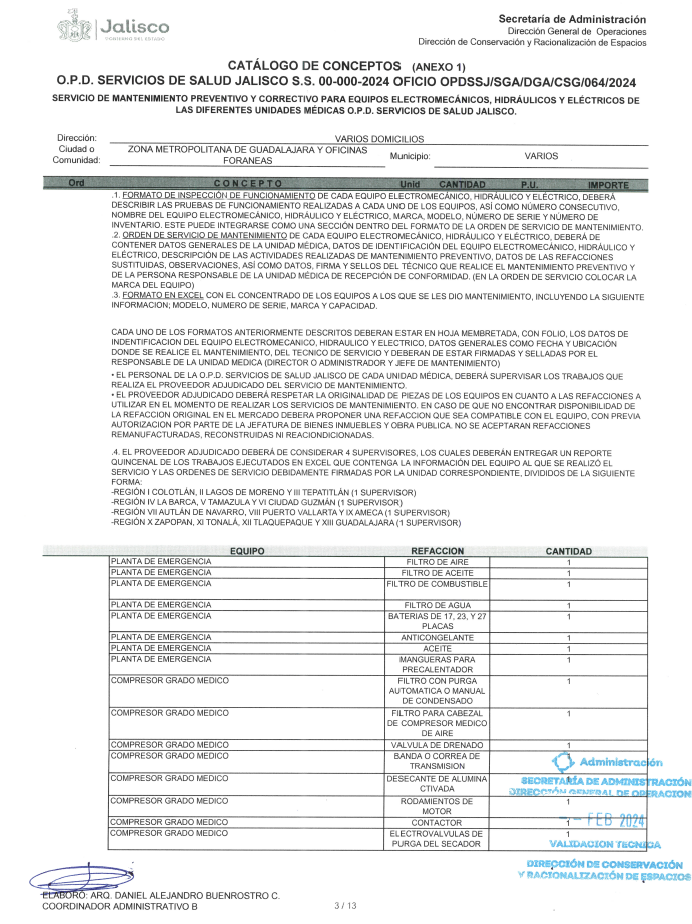 Jalisco
GOBIERNO DEL ESTADO
Secretaría de Administración
Dirección General de Operaciones
Dirección de Conservación y Racionalización de Espacios
CATÁLOGO DE CONCEPTOS (ANEXO 1)
O.P.D. SERVICIOS DE SALUD JALISCO S.S. 00-000-2024 OFICIO OPDSSJ/SGA/DGA/CSG/064/2024
SERVICIO DE MANTENIMIENTO PREVENTIVO Y CORRECTIVO PARA EQUIPOS ELECTROMECÁNICOS, HIDRÁULICOS Y ELÉCTRICOS DE
LAS DIFERENTES UNIDADES MÉDICAS O.P.D. SERVICIOS DE SALUD JALISCO.
Dirección: VARIOS DOMICILIOS
Ciudad o Comunidad: ZONA METROPOLITANA DE GUADALAJARA Y OFICINAS
FORANEAS Municipio: VARIOS
Ord CONCEPTO Unid CANTIDAD P.U. IMPORTE
.1. FORMATO DE INSPECCIÓN DE FUNCIONAMIENTO DE CADA EQUIPO ELECTROMECÁNICO, HIDRÁULICO Y ELÉCTRICO, DEBERÁ
DESCRIBIR LAS PRUEBAS DE FUNCIONAMIENTO REALIZADAS A CADA UNO DE LOS EQUIPOS, ASÍ COMO NÚMERO CONSECUTIVO,
NOMBRE DEL EQUIPO ELECTROMECÁNICO, HIDRÁULICO Y ELÉCTRICO, MARCA, MODELO, NÚMERO DE SERIE Y NÚMERO DE
INVENTARIO. ESTE PUEDE INTEGRARSE COMO UNA SECCIÓN DENTRO DEL FORMATO DE LA ORDEN DE SERVICIO DE MANTENIMIENTO.
.2. ORDEN DE SERVICIO DE MANTENIMIENTO DE CADA EQUIPO ELECTROMECÁNICO, HIDRÁULICO Y ELÉCTRICO, DEBERÁ DE
CONTENER DATOS GENERALES DE LA UNIDAD MÉDICA, DATOS DE IDENTIFICACIÓN DEL EQUIPO ELECTROMECÁNICO, HIDRÁULICO Y
ELÉCTRICO, DESCRIPCIÓN DE LAS ACTIVIDADES REALIZADAS DE MANTENIMIENTO PREVENTIVO, DATOS DE LAS REFACCIONES
SUSTITUIDAS, OBSERVACIONES, ASÍ COMO DATOS, FIRMA Y SELLOS DEL TÉCNICO QUE REALICE EL MANTENIMIENTO PREVENTIVO Y
DE LA PERSONA RESPONSABLE DE LA UNIDAD MÉDICA DE RECEPCIÓN DE CONFORMIDAD. (EN LA ORDEN DE SERVICIO COLOCAR LA
MARCA DEL EQUIPO)
.3. FORMATO EN EXCEL CON EL CONCENTRADO DE LOS EQUIPOS A LOS QUE SE LES DIO MANTENIMIENTO, INCLUYENDO LA SIGUIENTE
INFORMACION; MODELO, NUMERO DE SERIE, MARCA Y CAPACIDAD.
CADA UNO DE LOS FORMATOS ANTERIORMENTE DESCRITOS DEBERAN ESTAR EN HOJA MEMBRETADA, CON FOLIO, LOS DATOS DE
INDENTIFICACION DEL EQUIPO ELECTROMECANICO, HIDRAULICO Y ELECTRICO, DATOS GENERALES COMO FECHA Y UBICACIÓN
DONDE SE REALICE EL MANTENIMIENTO, DEL TECNICO DE SERVICIO Y DEBERAN DE ESTAR FIRMADAS Y SELLADAS POR EL
RESPONSABLE DE LA UNIDAD MEDICA (DIRECTOR O ADMINISTRADOR Y JEFE DE MANTENIMIENTO)
• EL PERSONAL DE LA O.P.D. SERVICIOS DE SALUD JALISCO DE CADA UNIDAD MÉDICA, DEBERÁ SUPERVISAR LOS TRABAJOS QUE
REALIZA EL PROVEEDOR ADJUDICADO DEL SERVICIO DE MANTENIMIENTO.
• EL PROVEEDOR ADJUDICADO DEBERÁ RESPETAR LA ORIGINALIDAD DE PIEZAS DE LOS EQUIPOS EN CUANTO A LAS REFACCIONES A
UTILIZAR EN EL MOMENTO DE REALIZAR LOS SERVICIOS DE MANTENIMIENTO. EN CASO DE QUE NO ENCONTRAR DISPONIBILIDAD DE
LA REFACCION ORIGINAL EN EL MERCADO DEBERA PROPONER UNA REFACCION QUE SEA COMPATIBLE CON EL EQUIPO, CON PREVIA
AUTORIZACION POR PARTE DE LA JEFATURA DE BIENES INMUEBLES Y OBRA PUBLICA. NO SE ACEPTARAN REFACCIONES
REMANUFACTURADAS, RECONSTRUIDAS NI REACIONDICIONADAS.
.4. EL PROVEEDOR ADJUDICADO DEBERÁ DE CONSIDERAR 4 SUPERVISORES, LOS CUALES DEBERÁN ENTREGAR UN REPORTE
QUINCENAL DE LOS TRABAJOS EJECUTADOS EN EXCEL QUE CONTENGA LA INFORMACIÓN DEL EQUIPO AL QUE SE REALIZÓ EL
SERVICIO Y LAS ORDENES DE SERVICIO DEBIDAMENTE FIRMADAS POR LA UNIDAD CORRESPONDIENTE, DIVIDIDOS DE LA SIGUIENTE
FORMA:
-REGIÓN I COLOTLÁN, II LAGOS DE MORENO Y III TEPATITLÁN (1 SUPERVISOR)
-REGIÓN IV LA BARCA, V TAMAZULA Y VI CIUDAD GUZMÁN (1 SUPERVISOR)
-REGIÓN VII AUTLÁN DE NAVARRO, VIII PUERTO VALLARTA Y IX AMECA (1 SUPERVISOR)
-REGIÓN X ZAPOPAN, XI TONALÁ, XII TLAQUEPAQUE Y XIII GUADALAJARA (1 SUPERVISOR)
EQUIPO REFACCION CANTIDAD
PLANTA DE EMERGENCIA FILTRO DE AIRE 1
PLANTA DE EMERGENCIA FILTRO DE ACEITE 1
PLANTA DE EMERGENCIA FILTRO DE COMBUSTIBLE 1
PLANTA DE EMERGENCIA FILTRO DE AGUA 1
PLANTA DE EMERGENCIA BATERIAS DE 17, 23, Y 27 1
PLACAS
PLANTA DE EMERGENCIA ANTICONGELANTE 1
PLANTA DE EMERGENCIA ACEITE 1
PLANTA DE EMERGENCIA MANGUERAS PARA 1
PRECALENTADOR
COMPRESOR GRADO MEDICO FILTRO CON PURGA 1
AUTOMATICA O MANUAL
DE CONDENSADO
COMPRESOR GRADO MEDICO FILTRO PARA CABEZAL 1
DE COMPRESOR MEDICO
DE AIRE
COMPRESOR GRADO MEDICO VALVULA DE DRENADO 1
COMPRESOR GRADO MEDICO BANDA O CORREA DE 1
TRANSMISION
COMPRESOR GRADO MEDICO DESECANTE DE ALUMINA 1
CTIVADA
COMPRESOR GRADO MEDICO RODAMIENTOS DE 1
MOTOR
COMPRESOR GRADO MEDICO CONTACTOR 1
COMPRESOR GRADO MEDICO ELECTROVALVULAS DE 1
PURGA DEL SECADOR
Administración
SECRETARÍA DE ADMINISTRACIÓN
DIRECCIÓN GENERAL DE OPERACION
FEB 2024
VALIDACION TECNICA
DIRECCIÓN DE CONSERVACIÓN
Y RACIONALIZACIÓN DE ESPACIOS
ELABORÓ: ARQ. DANIEL ALEJANDRO BUENROSTRO C.
COORDINADOR ADMINISTRATIVO B
3 / 13